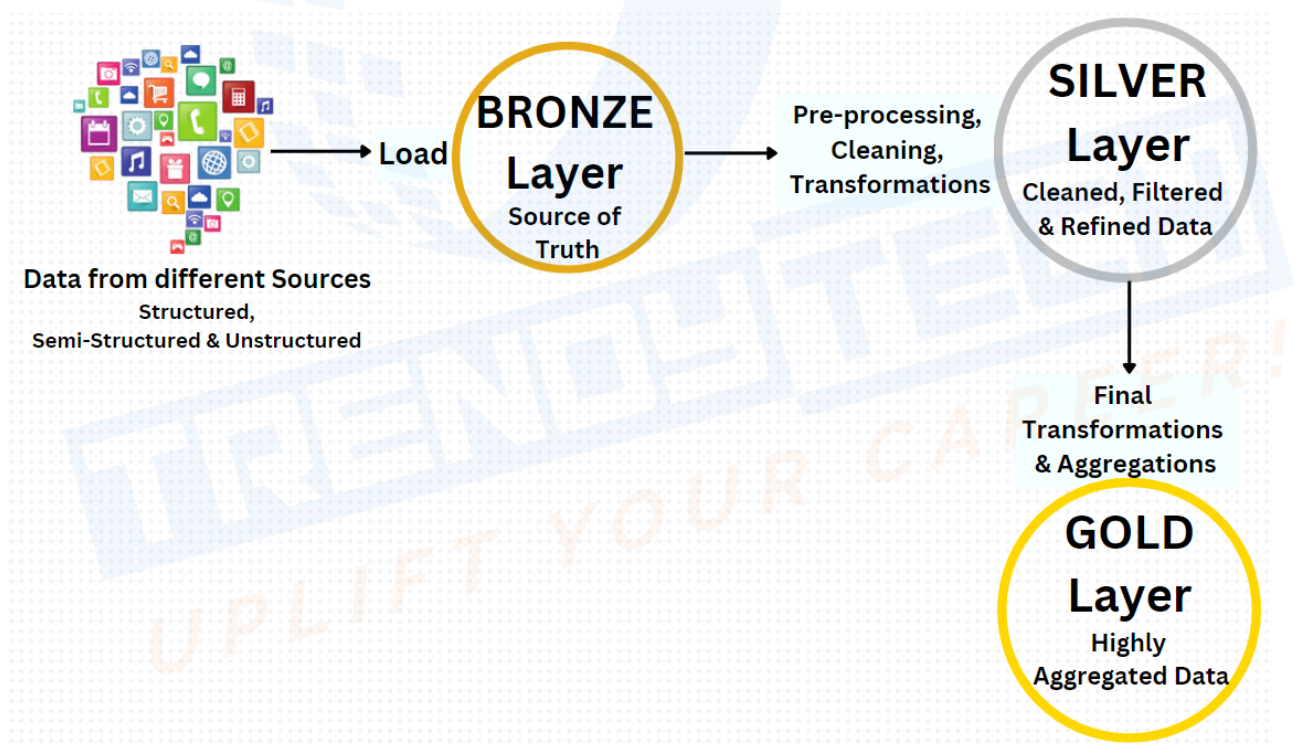 Data from different Sources
Structured,
Semi-Structured & Unstructured
Load
BRONZE
Layer
Source of
Truth
Pre-processing,
Cleaning,
Transformations
SILVER
Layer
Cleaned, Filtered
& Refined Data
Final
Transformations
& Aggregations
GOLD
Layer
Highly
Aggregated Data
TRENDYTECH
UPLIFT YOUR CAREER!